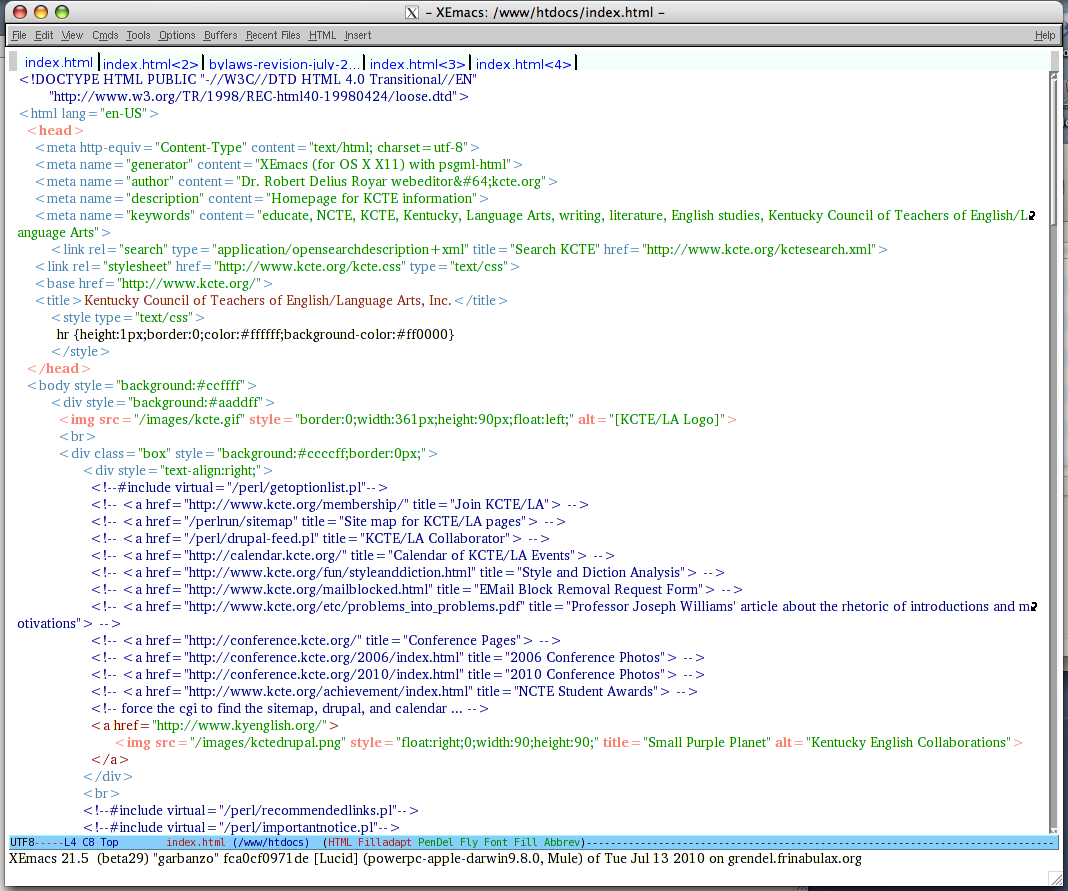 X – XEmacs: /www/htdocs/index.html –
File Edit View Cmds Tools Options Buffers Recent Files HTML Insert Help
index.html index.html<2> bylaws-revision-july-2... index.html<3> index.html<4>
<!DOCTYPE HTML PUBLIC "-//W3C//DTD HTML 4.0 Transitional//EN"
"http://www.w3.org/TR/1998/REC-html40-19980424/loose.dtd">
<html lang="en-US">
<head>
<meta http-equiv="Content-Type" content="text/html; charset=utf-8">
<meta name="generator" content="XEmacs (for OS X X11) with psgml-html">
<meta name="author" content="Dr. Robert Delius Royar webeditor&#64;kcte.org">
<meta name="description" content="Homepage for KCTE information">
<meta name="keywords" content="educate, NCTE, KCTE, Kentucky, Language Arts, writing, literature, English studies, Kentucky Council of Teachers of English/L
anguage Arts">
<link rel="search" type="application/opensearchdescription+xml" title="Search KCTE" href="http://www.kcte.org/kctesearch.xml">
<link rel="stylesheet" href="http://www.kcte.org/kcte.css" type="text/css">
<base href="http://www.kcte.org/">
<title>Kentucky Council of Teachers of English/Language Arts, Inc.</title>
<style type="text/css">
hr {height:1px;border:0;color:#ffffff;background-color:#ff0000}
</style>
</head>
<body style="background:#ccffff">
<div style="background:#aaddff">
<img src="/images/kcte.gif" style="border:0;width:361px;height:90px;float:left;" alt="[KCTE/LA Logo]">
<br>
<div class="box" style="background:#ccccff;border:0px;">
<div style="text-align:right;">
<!--#include virtual="/perl/getoptionlist.pl"-->
<!-- <a href="http://www.kcte.org/membership/" title="Join KCTE/LA"> -->
<!-- <a href="/perlrun/sitemap" title="Site map for KCTE/LA pages"> -->
<!-- <a href="/perl/drupal-feed.pl" title="KCTE/LA Collaborator"> -->
<!-- <a href="http://calendar.kcte.org/" title="Calendar of KCTE/LA Events"> -->
<!-- <a href="http://www.kcte.org/fun/styleanddiction.html" title="Style and Diction Analysis"> -->
<!-- <a href="http://www.kcte.org/mailblocked.html" title="EMail Block Removal Request Form"> -->
<!-- <a href="http://www.kcte.org/etc/problems_into_problems.pdf" title="Professor Joseph Williams' article about the rhetoric of introductions and m
otivations"> -->
<!-- <a href="http://conference.kcte.org/" title="Conference Pages"> -->
<!-- <a href="http://conference.kcte.org/2006/index.html" title="2006 Conference Photos"> -->
<!-- <a href="http://conference.kcte.org/2010/index.html" title="2010 Conference Photos"> -->
<!-- <a href="http://www.kcte.org/achievement/index.html" title="NCTE Student Awards"> -->
<!-- force the cgi to find the sitemap, drupal, and calendar ... -->
<a href="http://www.kyenglish.org/">
<img src="/images/kctedrupal.png" style="float:right;0;width:90;height:90;" title="Small Purple Planet" alt="Kentucky English Collaborations">
</a>
</div>
<br>
<!--#include virtual="/perl/recommendedlinks.pl"-->
<!--#include virtual="/perl/importantnotice.pl"-->
UTF8-----L4 C8 Top index.html (/www/htdocs) (HTML Filladapt PenDel Fly Font Fill Abbrev)--------------------
XEmacs 21.5 (beta29) "garbanzo" fca0cf0971de [Lucid] (powerpc-apple-darwin9.8.0, Mule) of Tue Jul 13 2010 on grendel.frinabulax.org